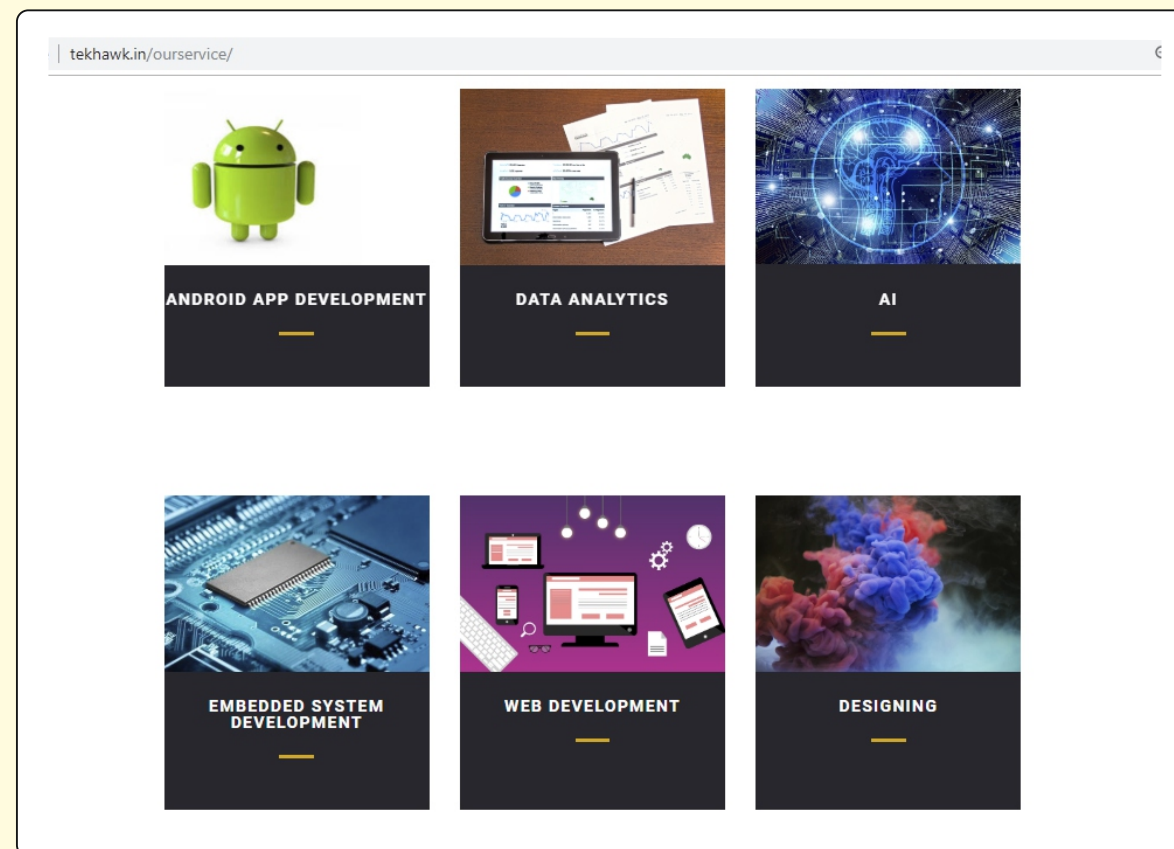 tekhawk.in/ourservice/
ANDROID APP DEVELOPMENT
DATA ANALYTICS
AI
EMBEDDED SYSTEM
DEVELOPMENT
WEB DEVELOPMENT
DESIGNING